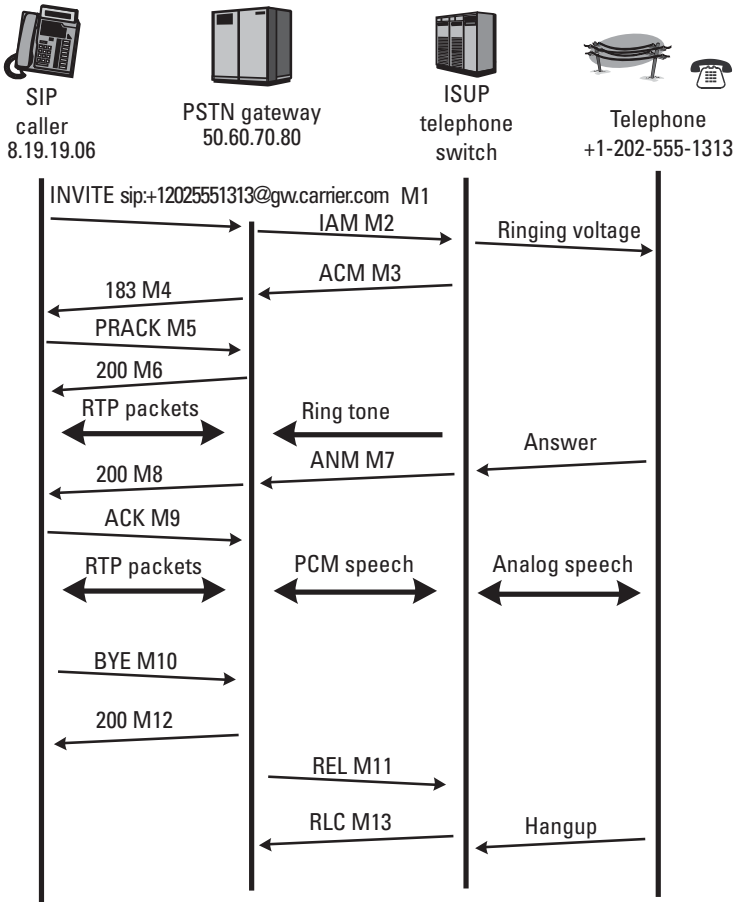 SIP
caller
8.19.19.06
PSTN gateway
50.60.70.80
ISUP
telephone
switch
Telephone
+1-202-555-1313
INVITE sip:+12025551313@gw.carrier.com M1
IAM M2
Ringing voltage
ACM M3
183 M4
PRACK M5
200 M6
RTP packets
Ring tone
Answer
ANM M7
200 M8
ACK M9
RTP packets
PCM speech
Analog speech
BYE M10
200 M12
REL M11
RLC M13
Hangup